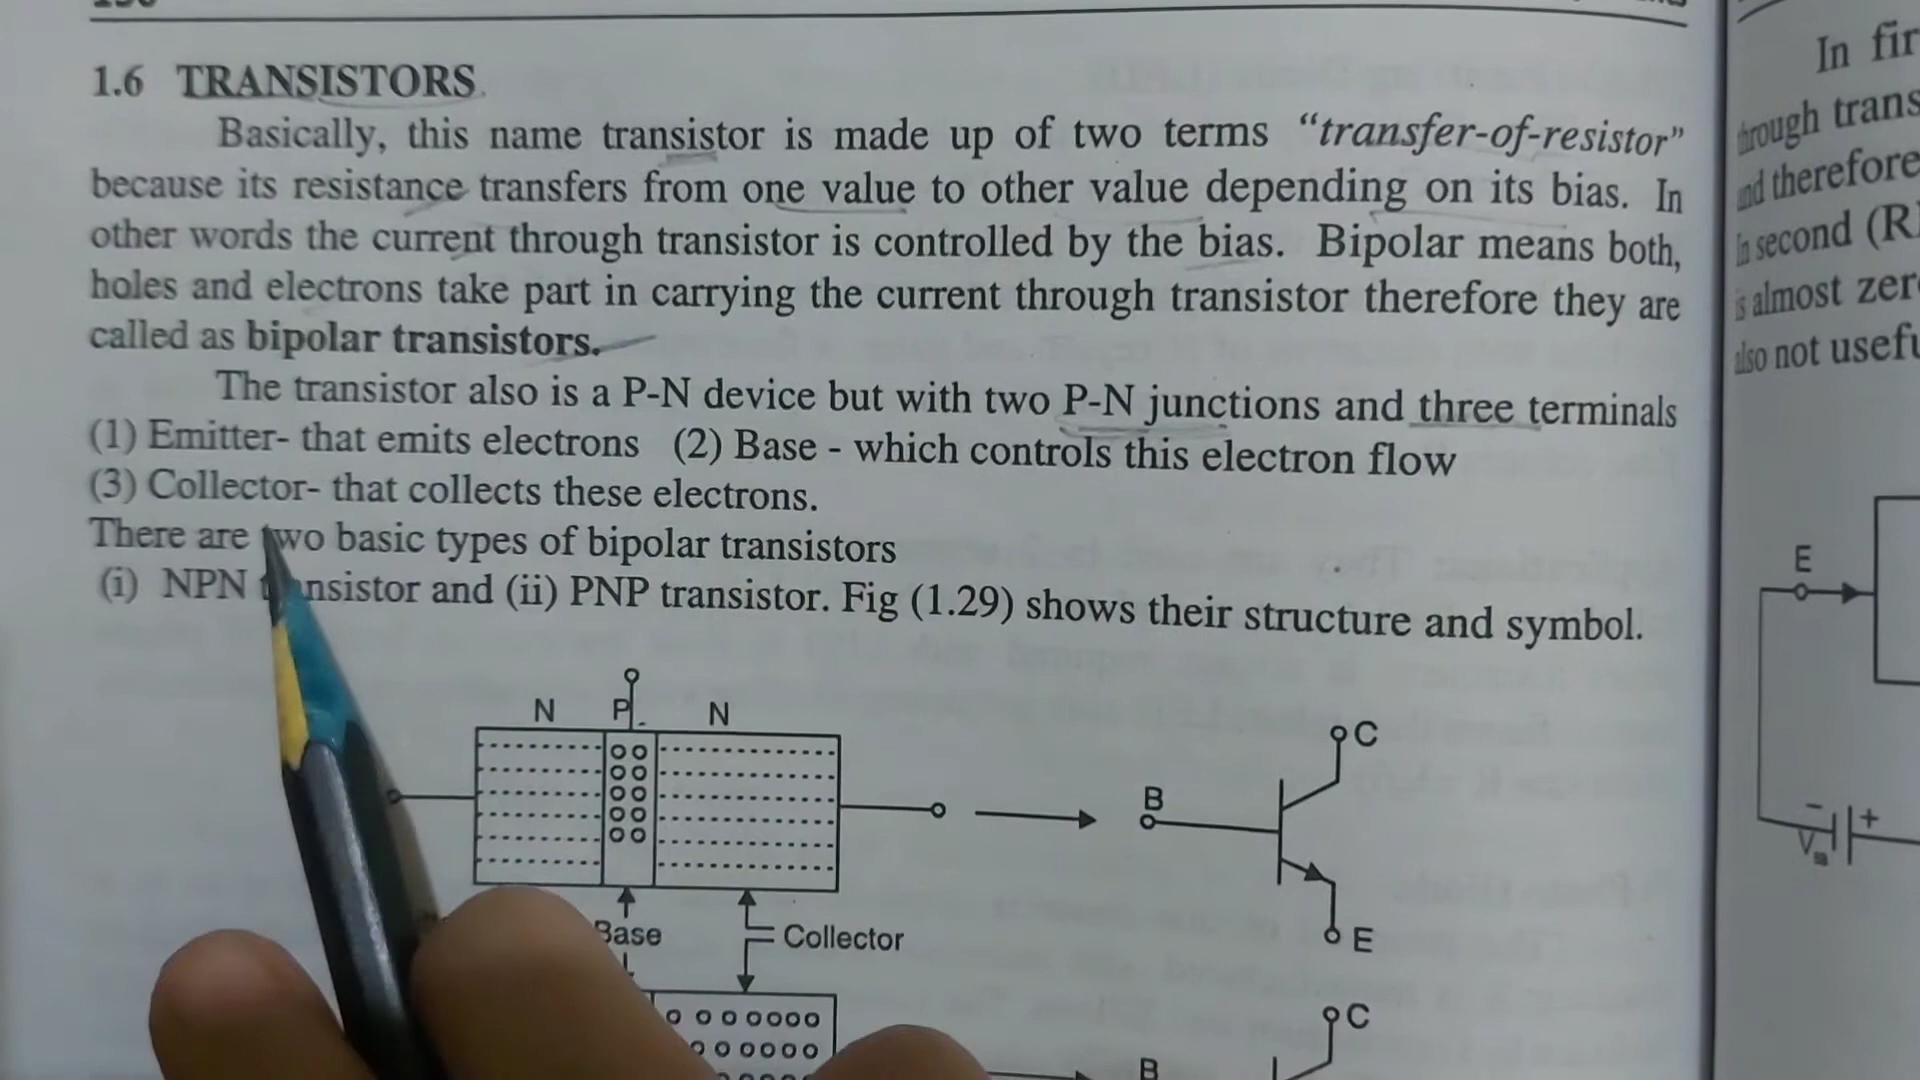 1.6 TRANSISTORS
Basically, this name transistor is made up of two terms “transfer-of-resistor”
because its resistance transfers from one value to other value depending on its bias. In
other words the current through transistor is controlled by the bias. Bipolar means both,
holes and electrons take part in carrying the current through transistor therefore they are
called as bipolar transistors.
The transistor also is a P-N device but with two P-N junctions and three terminals
(1) Emitter- that emits electrons (2) Base - which controls this electron flow
(3) Collector- that collects these electrons.
There are two basic types of bipolar transistors
(i) NPN transistor and (ii) PNP transistor. Fig (1.29) shows their structure and symbol.
N P N
C
B
E
Base
Collector
C
B
In
trans
therefore
second
almost
not
E
- +